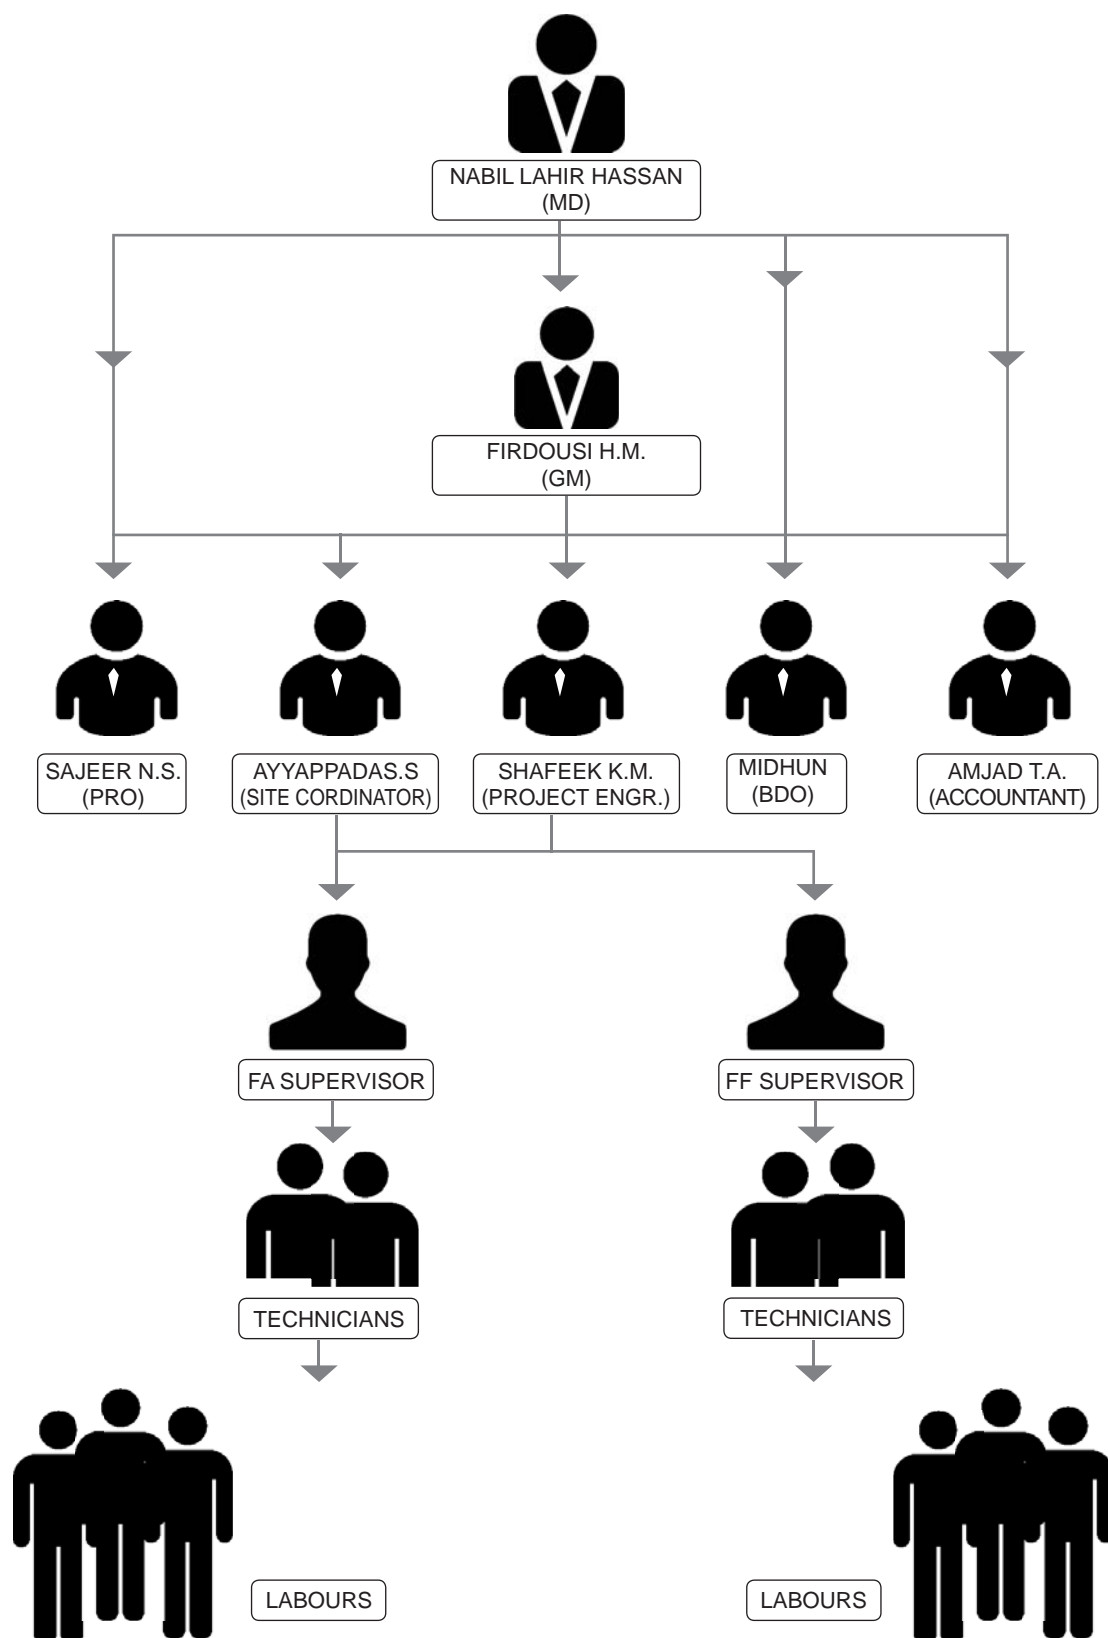 NABIL LAHIR HASSAN
(MD)
FIRDOUSI H.M.
(GM)
SAJEER N.S.
(PRO)
AYYAPPADAS.S
(SITE CORDINATOR)
SHAFEEK K.M.
(PROJECT ENGR.)
MIDHUN
(BDO)
AMJAD T.A.
(ACCOUNTANT)
FA SUPERVISOR
FF SUPERVISOR
TECHNICIANS
TECHNICIANS
LABOURS
LABOURS